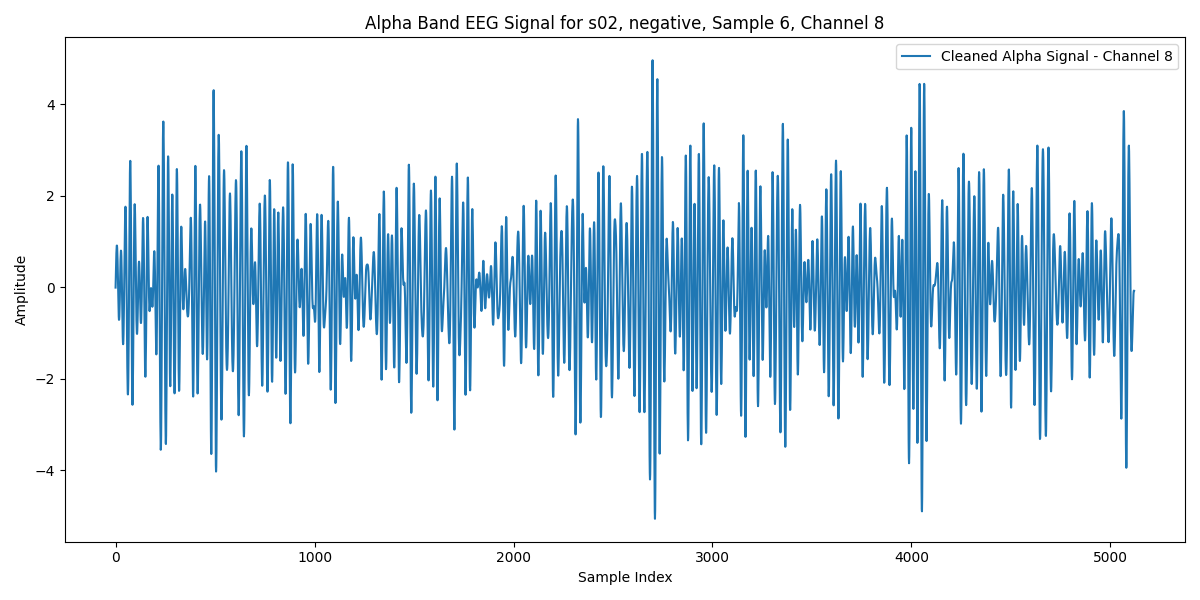 Alpha Band EEG Signal for s02, negative, Sample 6, Channel 8
Cleaned Alpha Signal - Channel 8
Amplitude
4
2
0
−2
−4
0 1000 2000 3000 4000 5000
Sample Index